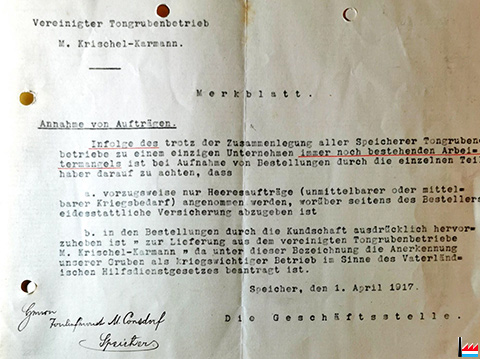 Vereinigter Tongrubenbetrieb
M. Krischel-Karmann.
Merkblatt.
Annahme von Aufträgen.
Infolge des trotz der Zusammenlegung aller Speicherer Tongruben
betriebe zu einem einzigen Unternehmen immer noch bestehenden Arbei-
termangels ist bei Aufnahme von Bestellungen durch die einzelnen Teil
haber darauf zu achten, dass
a. vorzugsweise nur Heeresaufträge (unmittelbarer oder mittel-
barer Kriegsbedarf) angenommen werden, worüber seitens des Bestellers
eidesstattliche Versicherung abzugeben ist
b. in den Bestellungen durch die Kundschaft ausdrücklich hervor-
zuheben ist " zur Lieferung aus dem vereinigten Tongrubenbetriebe
M. Krischel-Karmann " da unter dieser Bezeichnung die Anerkennung
unserer Gruben als kriegswichtiger Betrieb im Sinne des Vaterlän-
dischen Hilfsdienstgesetzes beantragt ist.
Speicher, den 1. April 1917.
Die Geschäftsstelle.
M. Consdorf
Speicher